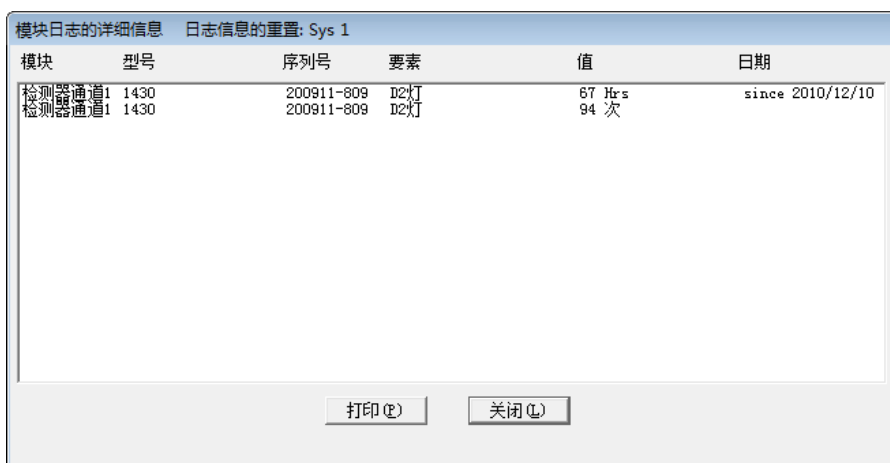 模块日志的详细信息 日志信息的重置: Sys 1
模块 型号 序列号 要素 值 日期
检测器通道1 1430 200911-809 D2灯 67 Hrs since 2010/12/10
检测器通道1 1430 200911-809 D2灯 94 次
打印(P) 关闭(L)